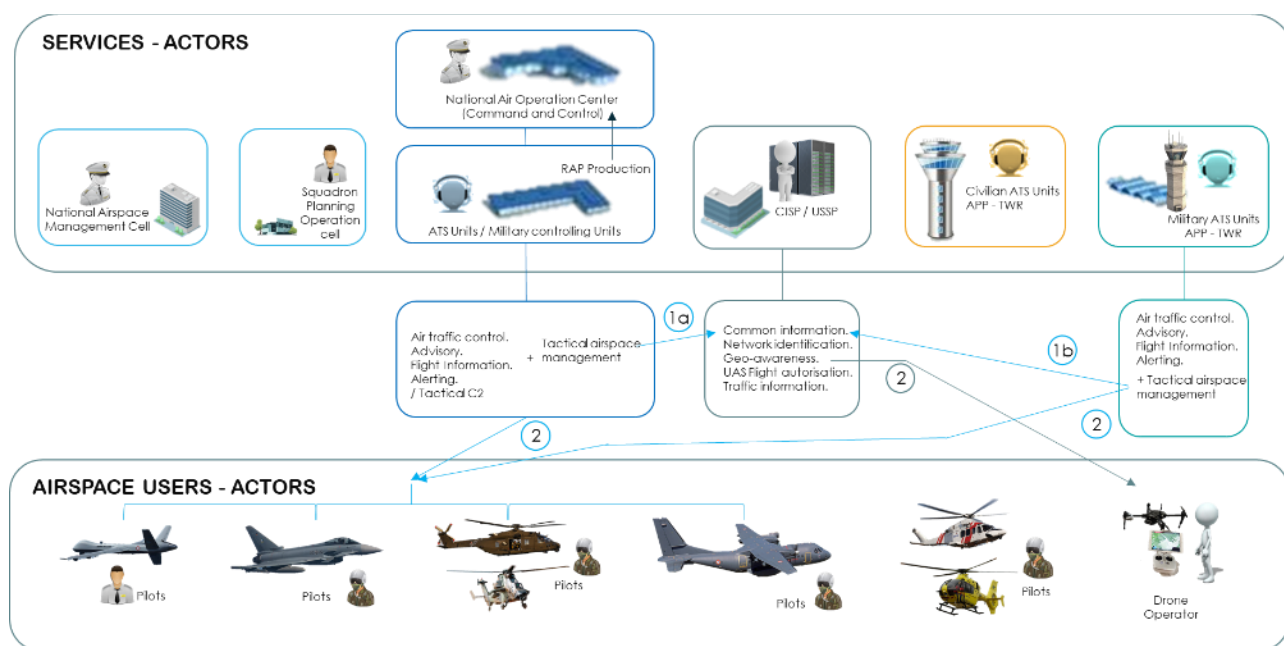 SERVICES - ACTORS
National Air Operation Center
(Command and Control)
RAP Production
National Airspace
Management Cell
Squadron
Planning
Operation
cell
ATS Units / Military controlling Units
CISP / USSP
Civilian ATS Units
APP - TWR
Military ATS Units
APP - TWR
Air traffic control.
Advisory.
Flight Information.
Alerting.
/ Tactical C2
+ Tactical airspace
management
1a
Common information.
Network identification.
Geo-awareness.
UAS Flight autorisation.
Traffic information.
2
1b
Air traffic control.
Advisory.
Flight Information.
Alerting.
+ Tactical airspace
management
2
2
AIRSPACE USERS - ACTORS
Pilots
Pilots
Pilots
Pilots
Pilots
Drone
Operator